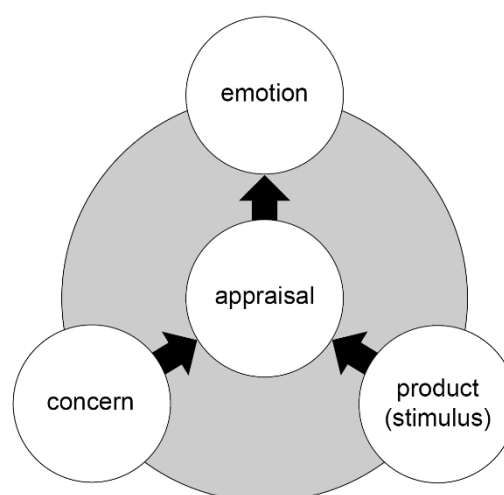 emotion
appraisal
concern
product
(stimulus)